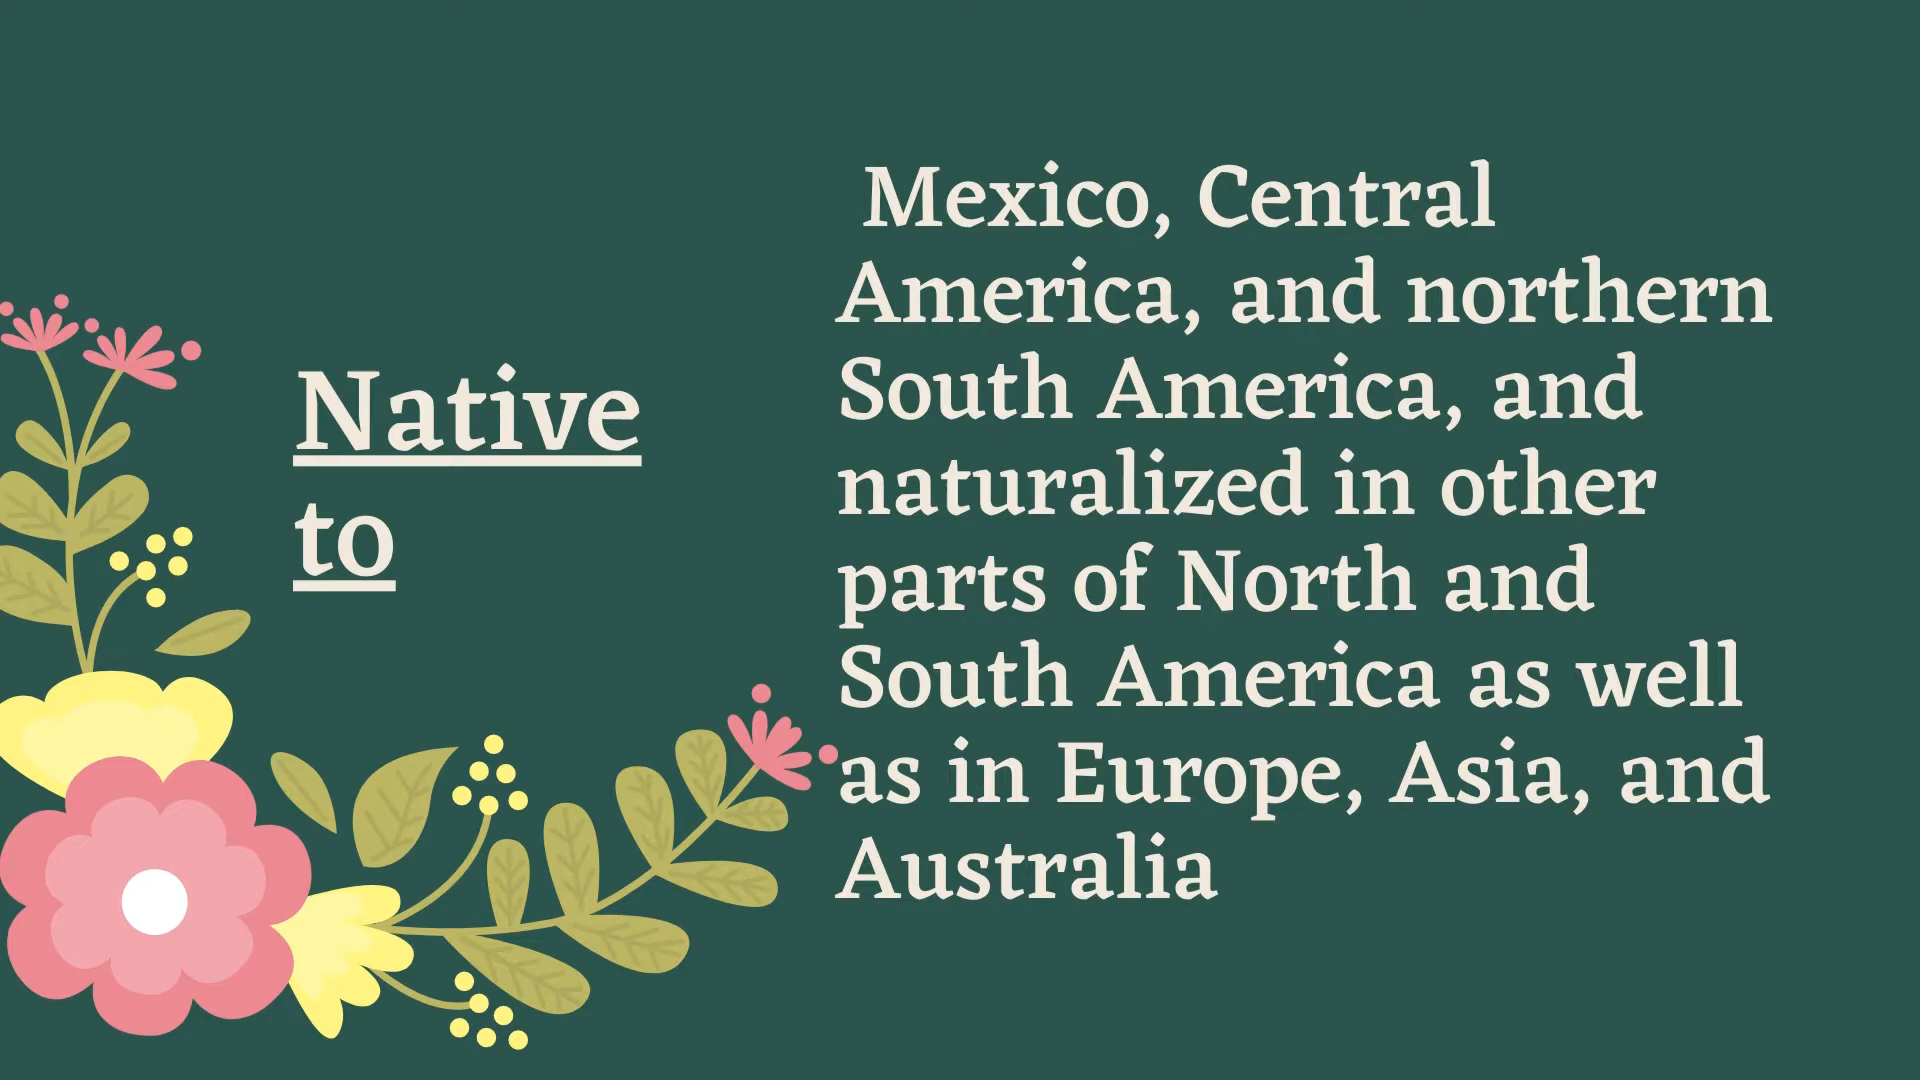 Native
to
Mexico, Central
America, and northern
South America, and
naturalized in other
parts of North and
South America as well
as in Europe, Asia, and
Australia